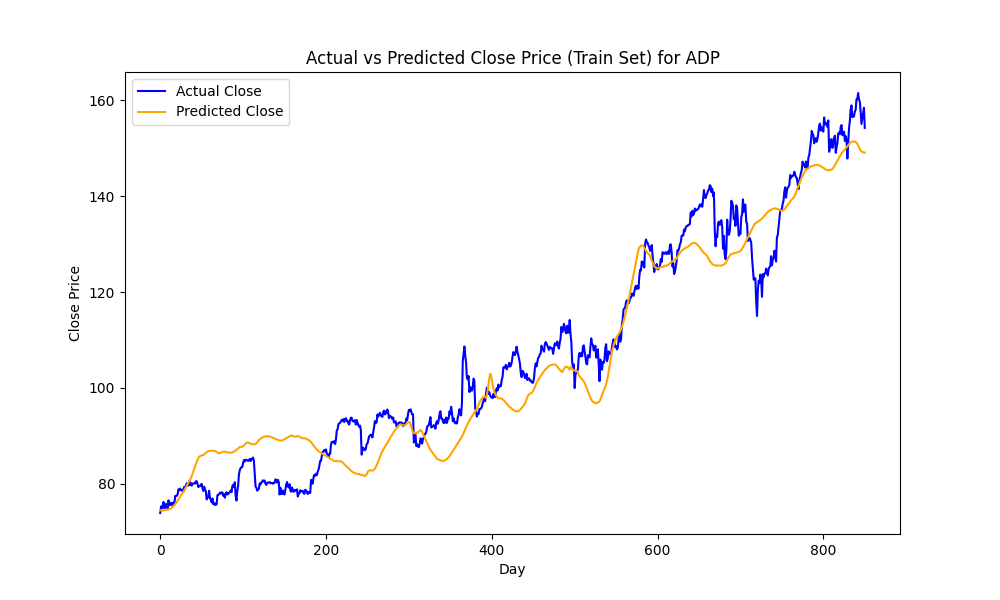 Actual vs Predicted Close Price (Train Set) for ADP
Actual Close
Predicted Close
160
140
120
100
80
Close Price
0 200 400 600 800
Day